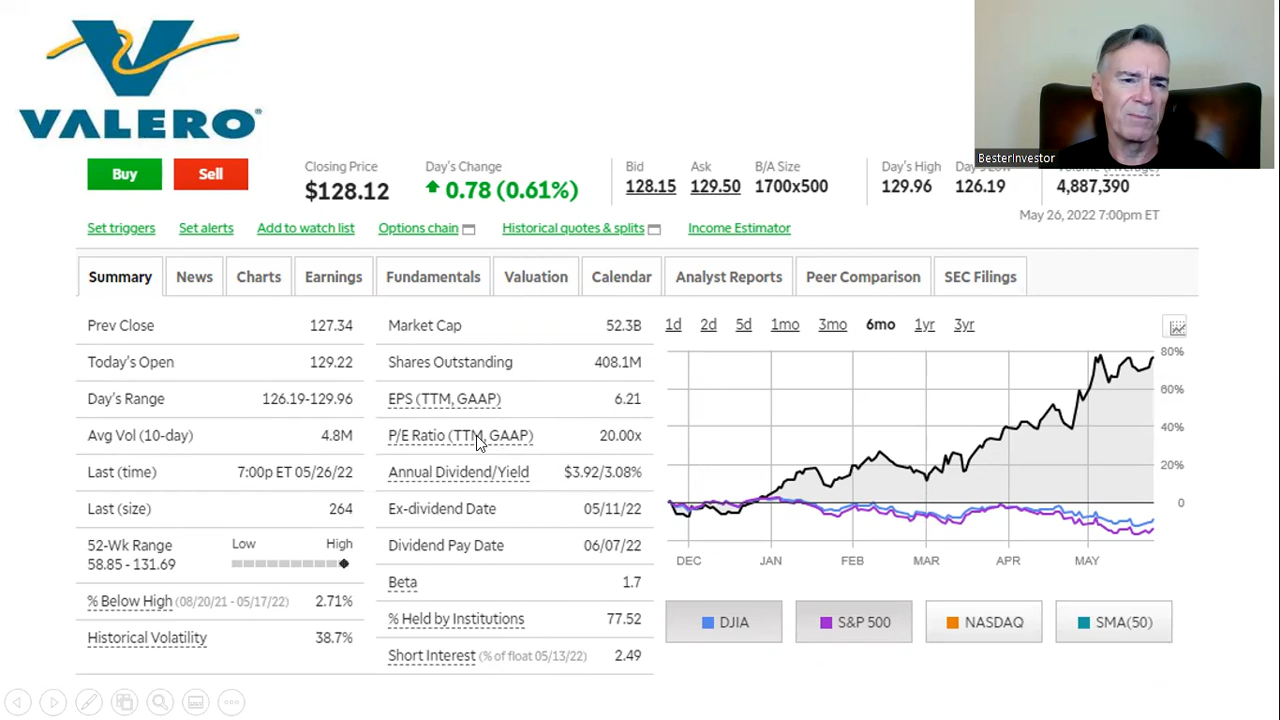 VALERO
BesterInvestor
Buy
Sell
Closing Price
$128.12
Day's Change
0.78 (0.61%)
Bid
128.15
Ask
129.50
B/A Size
1700x500
Day's High
129.96
126.19
4,887,390
May 26, 2022 7:00pm ET
Set triggers
Set alerts
Add to watch list
Options chain
Historical quotes & splits
Income Estimator
Summary
News
Charts
Earnings
Fundamentals
Valuation
Calendar
Analyst Reports
Peer Comparison
SEC Filings
Prev Close 127.34
Today's Open 129.22
Day's Range 126.19-129.96
Avg Vol (10-day) 4.8M
Last (time) 7:00p ET 05/26/22
Last (size) 264
52-Wk Range Low High
58.85 - 131.69
% Below High (08/20/21 - 05/17/22) 2.71%
Historical Volatility 38.7%
Market Cap 52.3B
Shares Outstanding 408.1M
EPS (TTM, GAAP) 6.21
P/E Ratio (TTM, GAAP) 20.00x
Annual Dividend/Yield $3.92/3.08%
Ex-dividend Date 05/11/22
Dividend Pay Date 06/07/22
Beta 1.7
% Held by Institutions 77.52
Short Interest (% of float 05/13/22) 2.49
1d 2d 5d 1mo 3mo 6mo 1yr 3yr
80%
60%
40%
20%
0
DEC JAN FEB MAR APR MAY
DJIA
S&P 500
NASDAQ
SMA(50)